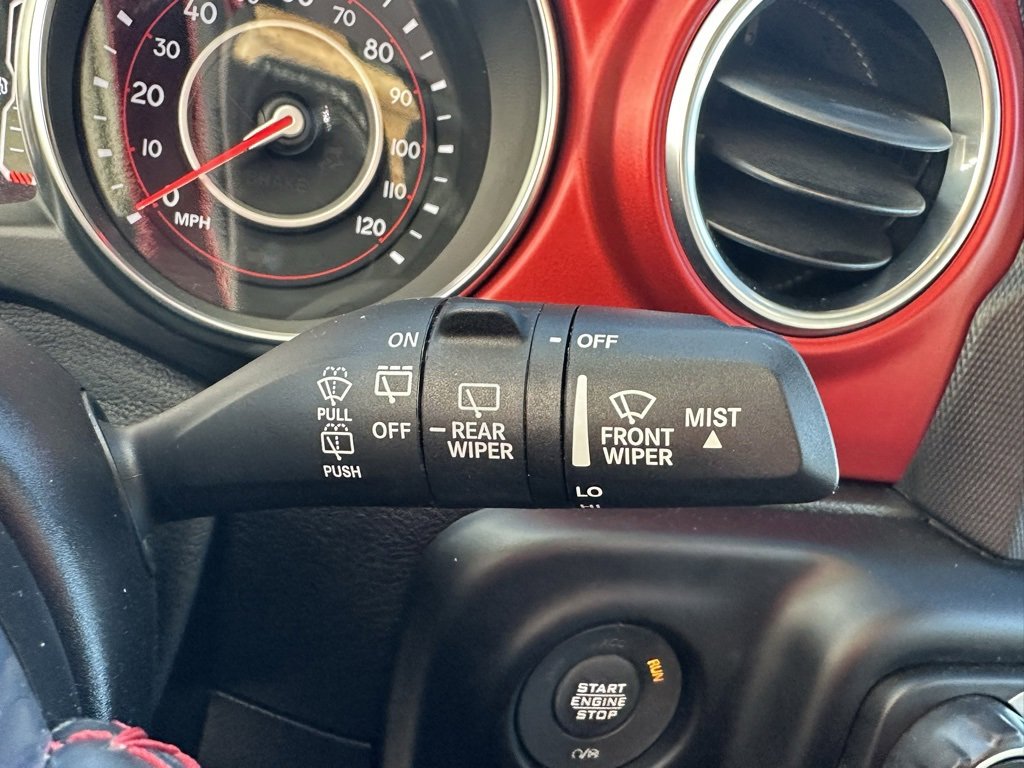 40
70
30
80
20
90
10
100
0
110
MPH
120
ON
OFF
PULL
OFF
REAR
WIPER
FRONT
WIPER
MIST
PUSH
LO
START
ENGINE
STOP
RUN